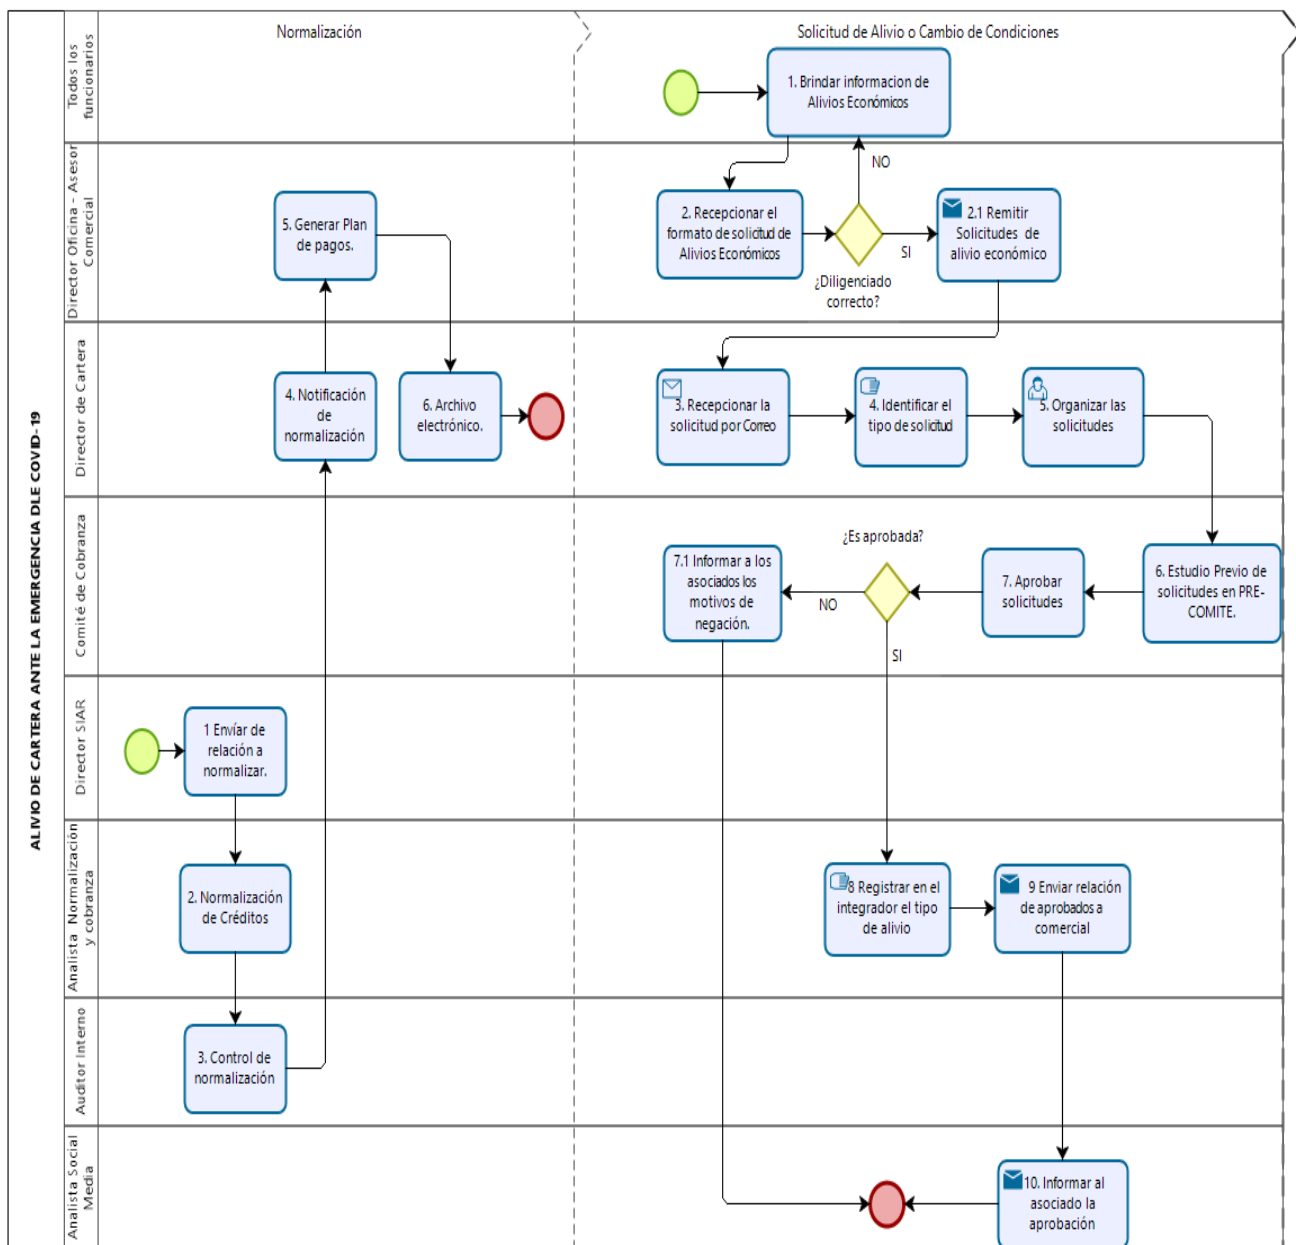 ALIVIO DE CARTERA ANTE LA EMERGENCIA DLE COVID-19
Normalización
Solicitud de Alivio o Cambio de Condiciones
Todos los
funcionarios
1. Brindar informacion de
Alivios Económicos
Director Oficina - Asesor
Comercial
5. Generar Plan
de pagos.
2. Recepcionar el
formato de solicitud de
Alivios Económicos
NO
SI
¿Diligenciado
correcto?
2.1 Remitir
Solicitudes de
alivio económico
Director de Cartera
4. Notificación
de
normalización
6. Archivo
electrónico.
3. Recepcionar la
solicitud por Correo
4. Identificar el
tipo de solicitud
5. Organizar las
solicitudes
Comité de Cobranza
7.1 Informar a los
asociados los
motivos de
negación.
NO
¿Es aprobada?
SI
7. Aprobar
solicitudes
6. Estudio Previo de
solicitudes en PRE-
COMITE.
Director SIAR
1 Envíar de
relación a
normalizar.
Analista Normalización
y cobranza
2. Normalización
de Créditos
8 Registrar en el
integrador el tipo
de alivio
9 Enviar relación
de aprobados a
comercial
Auditor Interno
3. Control de
normalización
Analista Social
Media
10. Informar al
asociado la
aprobación